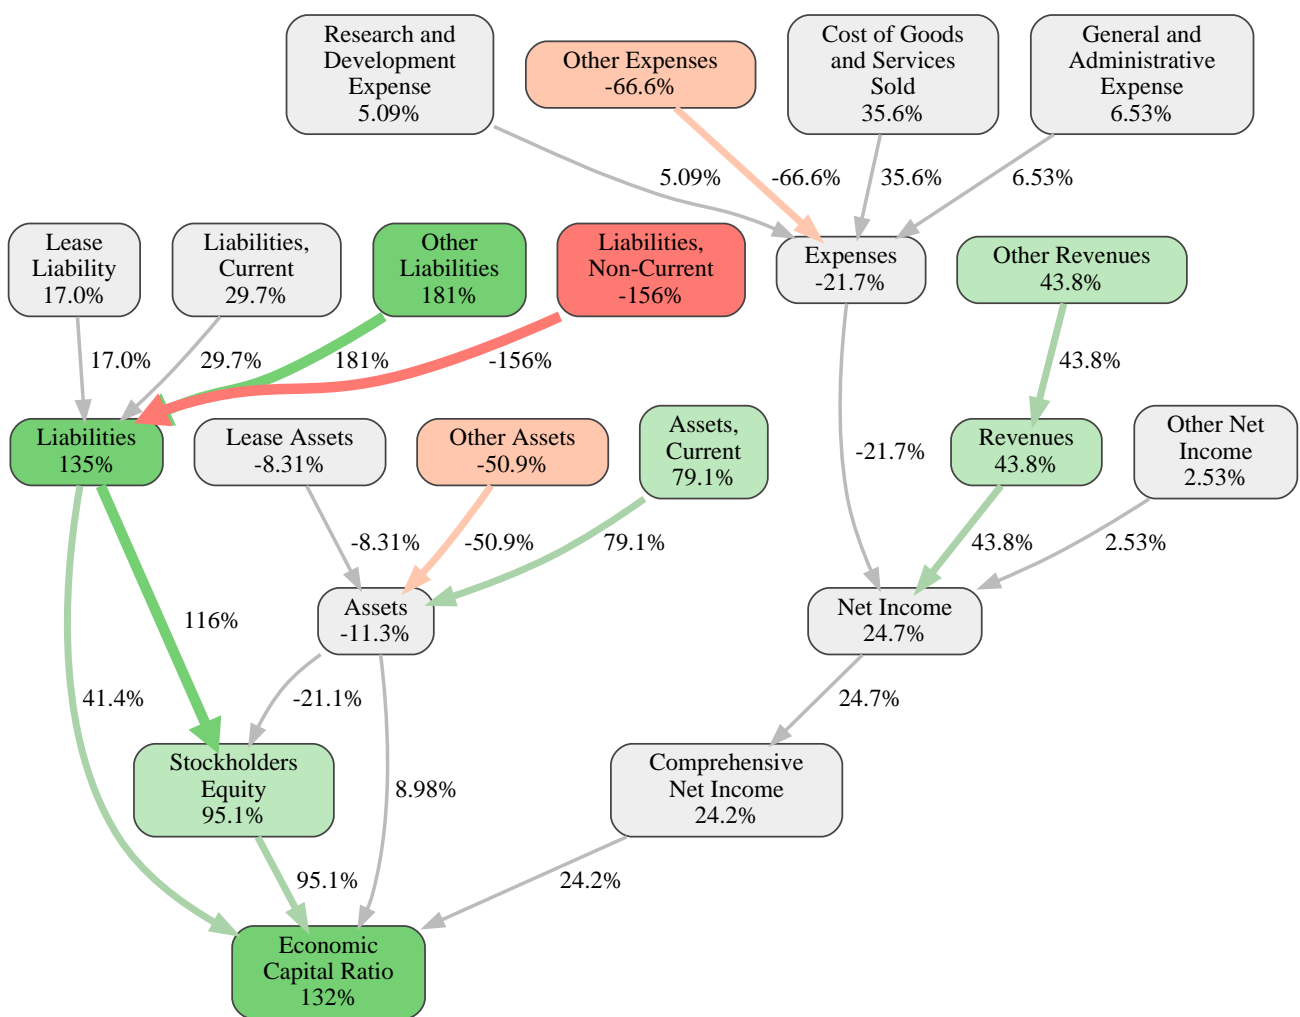 Research and
Development
Expense
5.09%
Other Expenses
-66.6%
Cost of Goods
and Services
Sold
35.6%
General and
Administrative
Expense
6.53%
5.09%
-66.6%
35.6%
6.53%
Lease
Liability
17.0%
Liabilities,
Current
29.7%
Other
Liabilities
181%
Liabilities,
Non-Current
-156%
Expenses
-21.7%
Other Revenues
43.8%
17.0%
29.7%
181%
-156%
43.8%
Liabilities
135%
Lease Assets
-8.31%
Other Assets
-50.9%
Assets,
Current
79.1%
-21.7%
Revenues
43.8%
Other Net
Income
2.53%
-8.31%
-50.9%
79.1%
43.8%
2.53%
116%
Assets
-11.3%
Net Income
24.7%
41.4%
-21.1%
24.7%
Stockholders
Equity
95.1%
8.98%
Comprehensive
Net Income
24.2%
95.1%
24.2%
Economic
Capital Ratio
132%